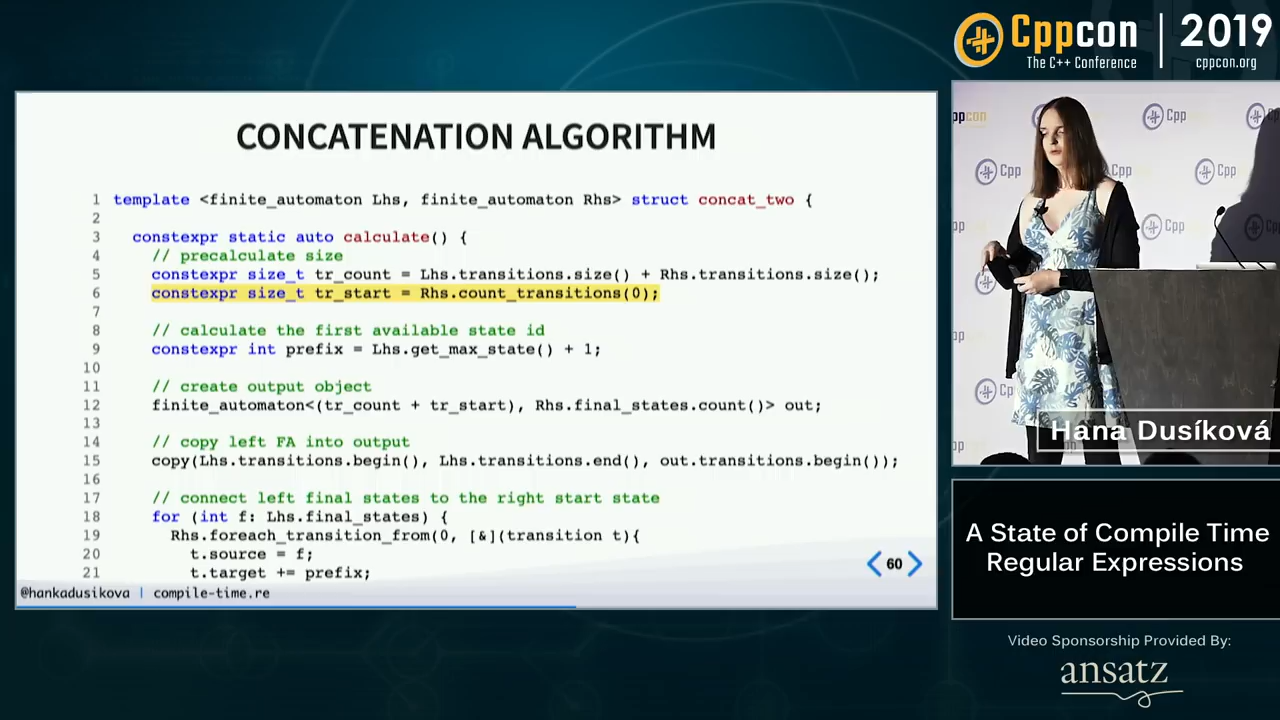 Cppcon | 2019
The C++ Conference cppcon.org
CONCATENATION ALGORITHM
1 template <finite_automaton Lhs, finite_automaton Rhs> struct concat_two {
2
3 constexpr static auto calculate() {
4 // precalculate size
5 constexpr size_t tr_count = Lhs.transitions.size() + Rhs.transitions.size();
6 constexpr size_t tr_start = Rhs.count_transitions(0);
7
8 // calculate the first available state id
9 constexpr int prefix = Lhs.get_max_state() + 1;
10
11 // create output object
12 finite_automaton<(tr_count + tr_start), Rhs.final_states.count()> out;
13
14 // copy left FA into output
15 copy(Lhs.transitions.begin(), Lhs.transitions.end(), out.transitions.begin());
16
17 // connect left final states to the right start state
18 for (int f: Lhs.final_states) {
19 Rhs.foreach_transition_from(0, [&](transition t){
20 t.source = f;
21 t.target += prefix;
60
@hankadusikova | compile-time.re
Hana Dusíková
A State of Compile Time
Regular Expressions
Video Sponsorship Provided By:
ansatz